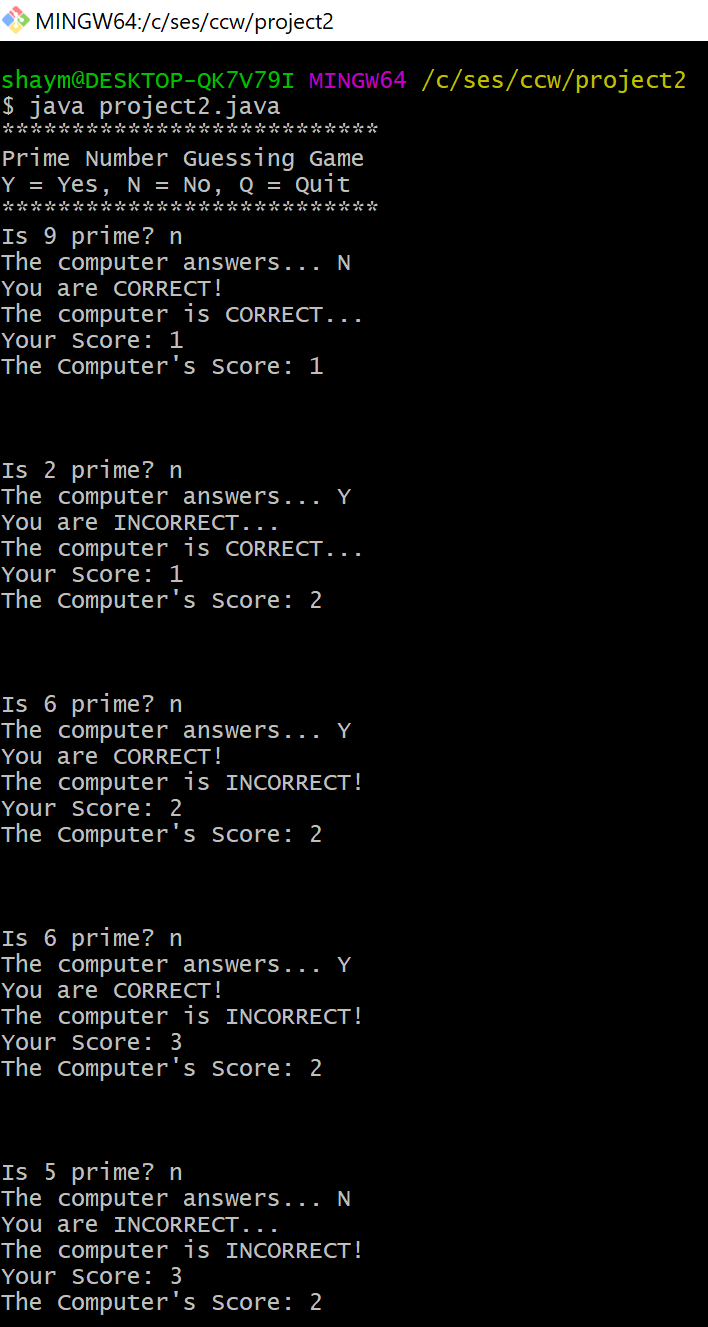 MINGW64:/c/ses/ccw/project2
shaym@DESKTOP-QK7V79I MINGW64 /c/ses/ccw/project2
$ java project2.java
***************************
Prime Number Guessing Game
Y = Yes, N = No, Q = Quit
***************************
Is 9 prime? n
The computer answers... N
You are CORRECT!
The computer is CORRECT...
Your Score: 1
The Computer's Score: 1
Is 2 prime? n
The computer answers... Y
You are INCORRECT...
The computer is CORRECT...
Your Score: 1
The Computer's Score: 2
Is 6 prime? n
The computer answers... Y
You are CORRECT!
The computer is INCORRECT!
Your Score: 2
The Computer's Score: 2
Is 6 prime? n
The computer answers... Y
You are CORRECT!
The computer is INCORRECT!
Your Score: 3
The Computer's Score: 2
Is 5 prime? n
The computer answers... N
You are INCORRECT...
The computer is INCORRECT!
Your Score: 3
The Computer's Score: 2